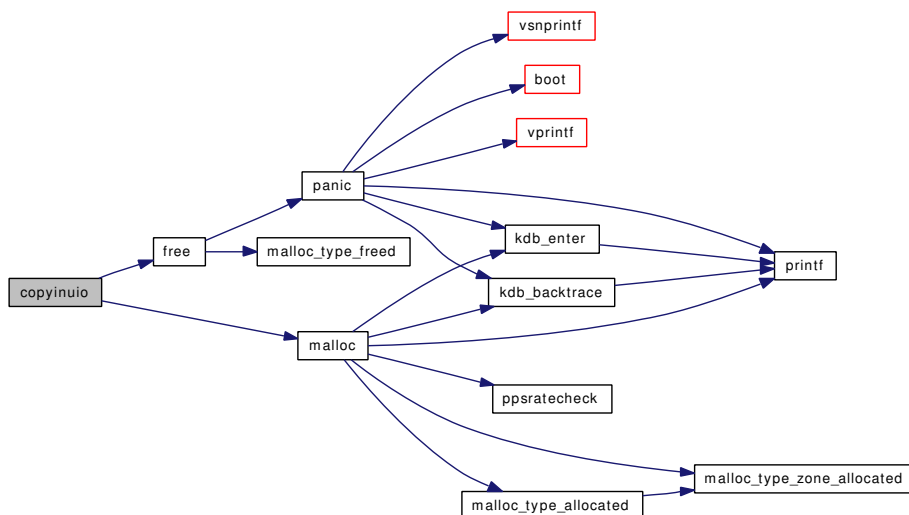 vsnprintf
boot
vprintf
panic
kdb_enter
free
malloc_type_freed
printf
copyinuio
kdb_backtrace
malloc
ppsratecheck
malloc_type_zone_allocated
malloc_type_allocated